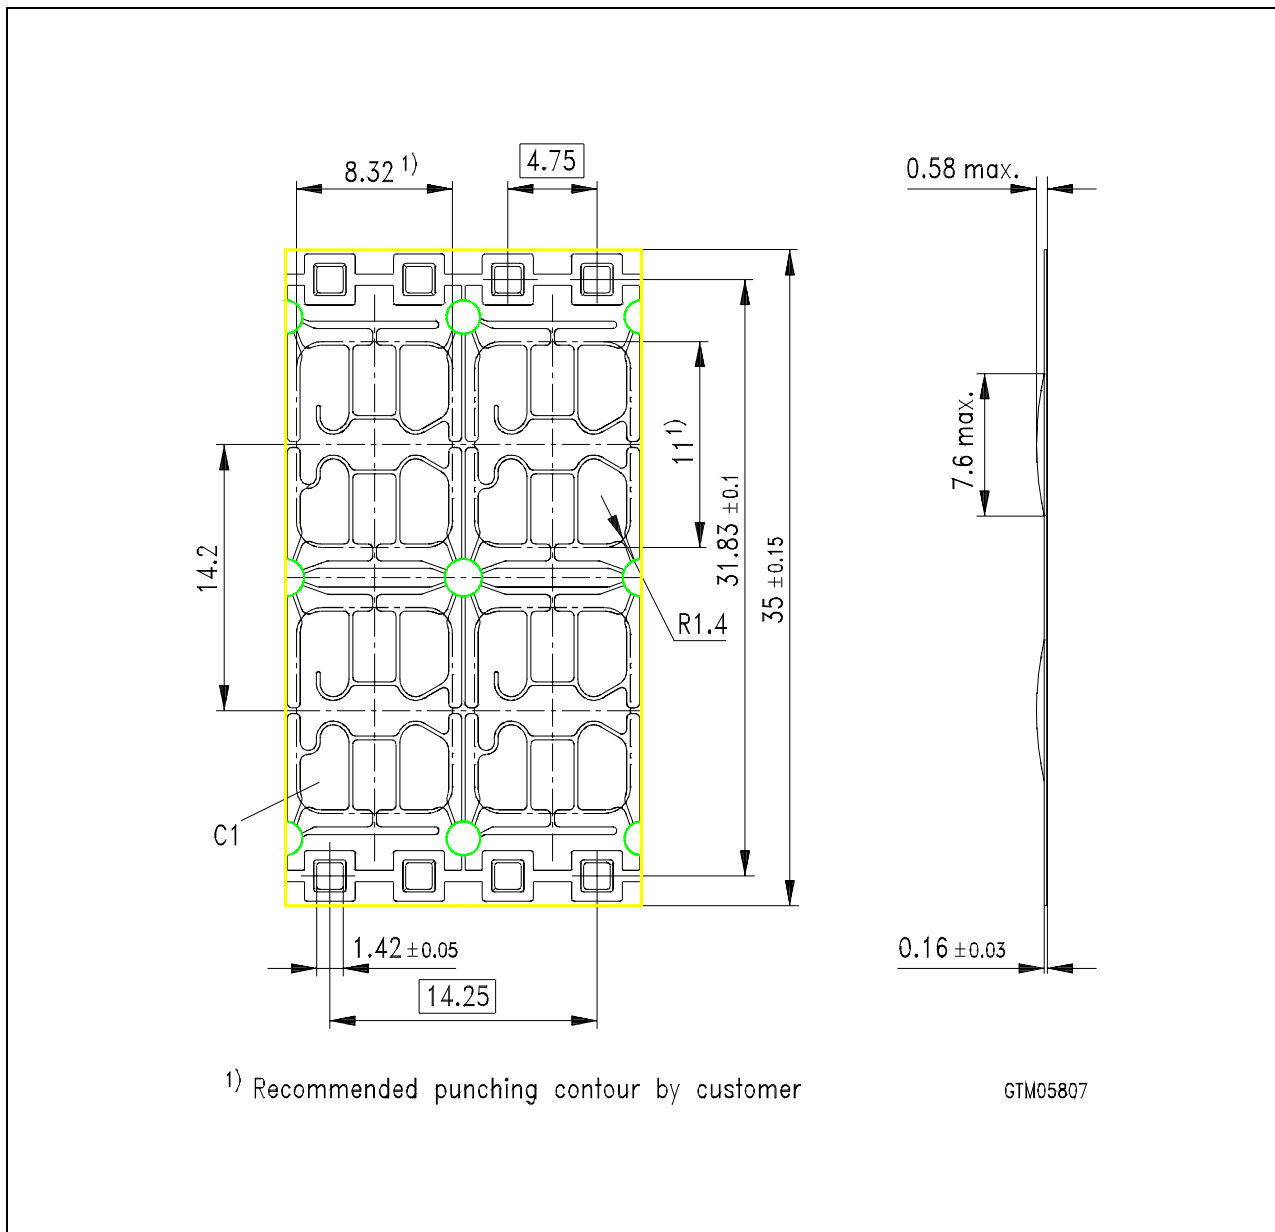 8.32 1)
4.75
0.58 max.
11 1)
7.6 max.
31.83 ±0.1
35 ±0.15
14.2
R1.4
C1
1.42 ±0.05
0.16 ±0.03
14.25
1) Recommended punching contour by customer
GTM05807